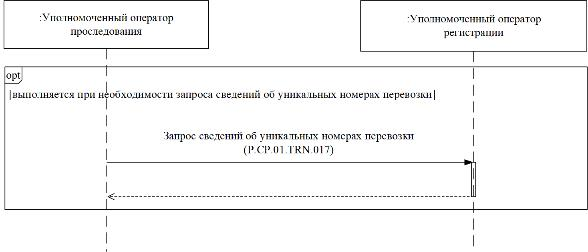 :Уполномоченный оператор
проследования
:Уполномоченный оператор
регистрации
opt
[выполняется при необходимости запроса сведений об уникальных номерах перевозки]
Запрос сведений об уникальных номерах перевозки
(P.CP.01.TRN.017)